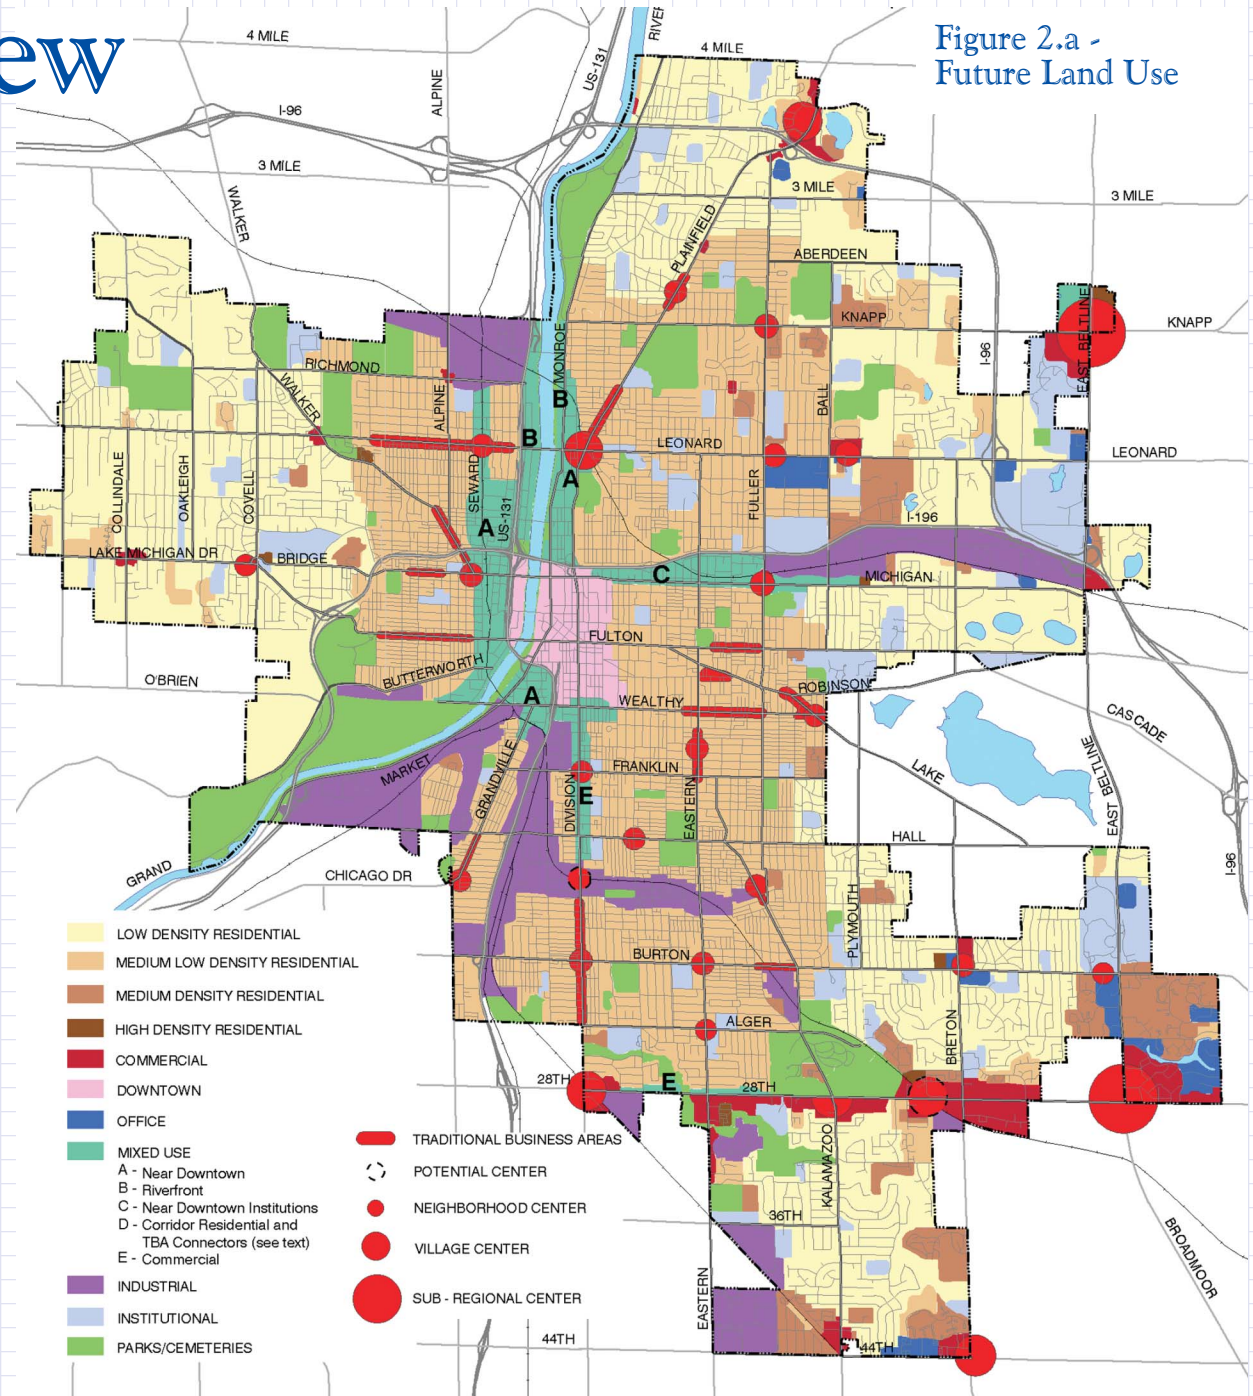 ew
Figure 2.a -
Future Land Use
4 MILE
4 MILE
RIVER
US-131
ALPINE
I-96
3 MILE
3 MILE
3 MILE
WALKER
PLAINFIELD
ABERDEEN
KNAPP
KNAPP
EAST BELTLINE
I-96
MONROE
RICHMOND
WALKER
ALPINE
BALL
B
B
LEONARD
LEONARD
A
COLLINDALE
OAKLEIGH
COVELL
SEWARD
US-131
FULLER
A
I-196
LAKE MICHIGAN DR
BRIDGE
C
MICHIGAN
FULTON
BUTTERWORTH
O'BRIEN
ROBINSON
A
WEALTHY
CASCADE
MARKET
GRANDVILLE
FRANKLIN
LAKE
EAST BELTLINE
DIVISION
E
EASTERN
HALL
I-96
GRAND
CHICAGO DR
PLYMOUTH
BURTON
ALGER
BRETON
28TH
E
28TH
KALAMAZOO
36TH
BROADMOOR
EASTERN
44TH
44TH
LOW DENSITY RESIDENTIAL
MEDIUM LOW DENSITY RESIDENTIAL
MEDIUM DENSITY RESIDENTIAL
HIGH DENSITY RESIDENTIAL
COMMERCIAL
DOWNTOWN
OFFICE
MIXED USE
A - Near Downtown
B - Riverfront
C - Near Downtown Institutions
D - Corridor Residential and
TBA Connectors (see text)
E - Commercial
INDUSTRIAL
INSTITUTIONAL
PARKS/CEMETERIES
TRADITIONAL BUSINESS AREAS
POTENTIAL CENTER
NEIGHBORHOOD CENTER
VILLAGE CENTER
SUB - REGIONAL CENTER